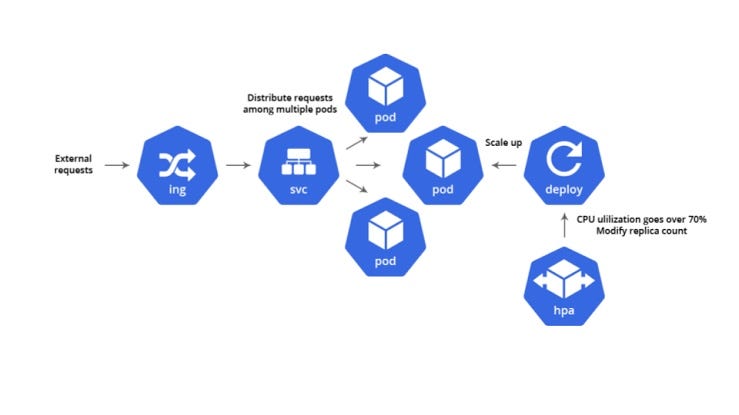 External
requests
ing
svc
Distribute requests
among multiple pods
pod
pod
pod
Scale up
deploy
CPU ulilization goes over 70%
Modify replica count
hpa